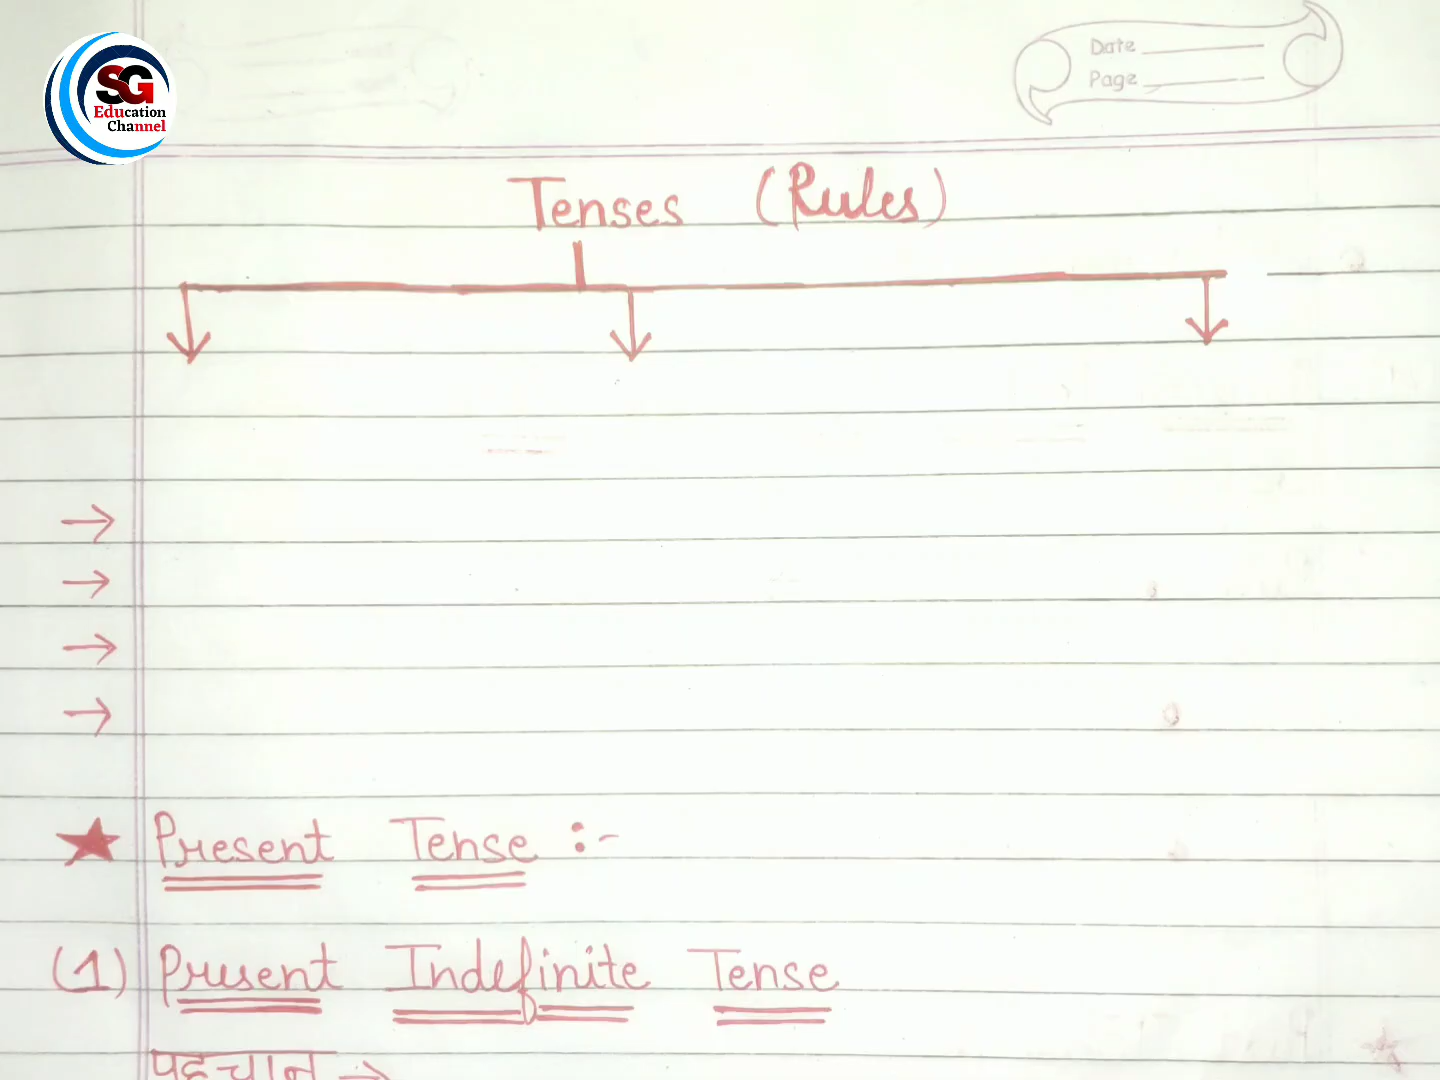 SG
Education
Channel
Date
Page
Tenses (Rules)
→
→
→
→
★ Present Tense :-
(1) Present Indefinite Tense
पहचान →